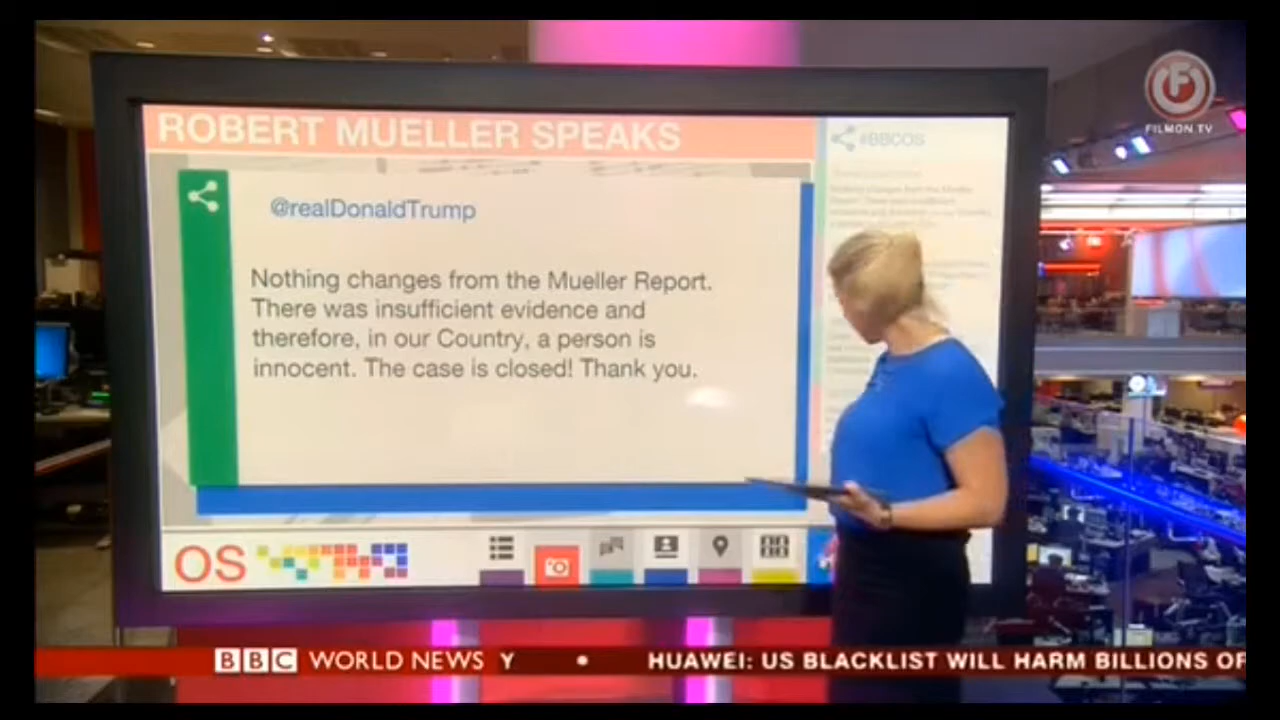 FILMON.TV
ROBERT MUELLER SPEAKS
#BBCOS
@realDonaldTrump
Nothing changes from the Mueller Report.
There was insufficient evidence and
therefore, in our Country, a person is
innocent. The case is closed! Thank you.
OS
BBC WORLD NEWS Y • HUAWEI: US BLACKLIST WILL HARM BILLIONS OF